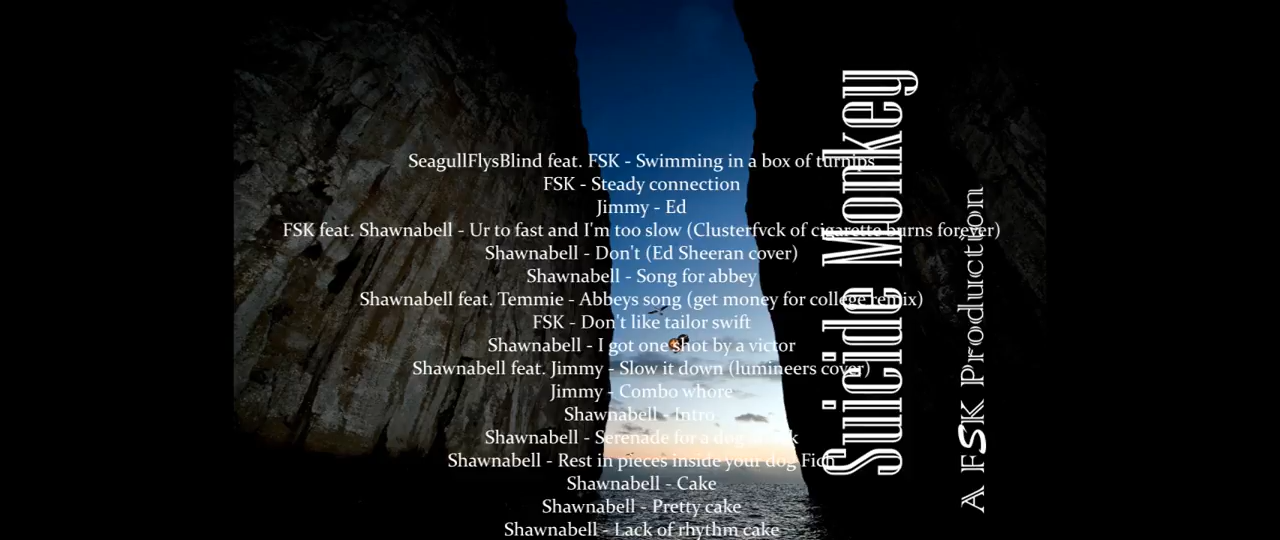 SeagullFlysBlind feat. FSK - Swimming in a box of turnips
FSK - Steady connection
Jimmy - Ed
FSK feat. Shawnabell - Ur to fast and I'm too slow (Clusterfvck of cigarette burns forever)
Shawnabell - Don't (Ed Sheeran cover)
Shawnabell - Song for abbey
Shawnabell feat. Temmie - Abbeys song (get money for college remix)
FSK - Don't like tailor swift
Shawnabell - I got one shot by a victor
Shawnabell feat. Jimmy - Slow it down (lumineers cover)
Jimmy - Combo whore
Shawnabell - Intro
Shawnabell - Serenade for a dog
Shawnabell - Rest in pieces inside your dog
Shawnabell - Cake
Shawnabell - Pretty cake
Shawnabell - Lack of rhythm cake
Suicide Monkey
A FSK Production